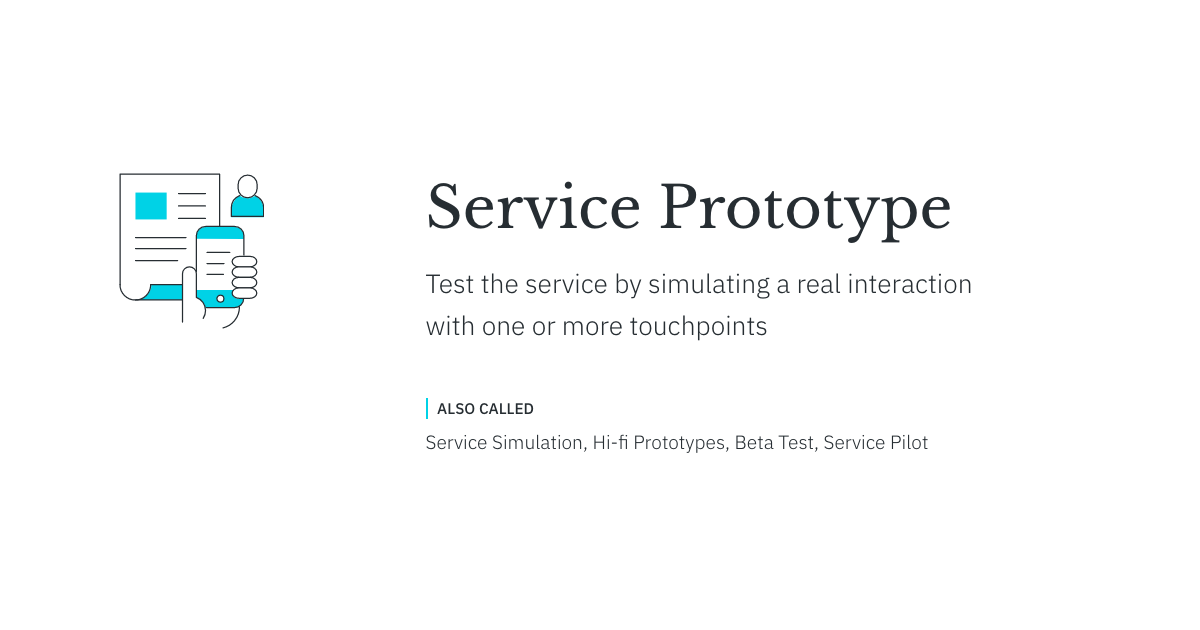 Service Prototype
Test the service by simulating a real interaction
with one or more touchpoints
ALSO CALLED
Service Simulation, Hi-fi Prototypes, Beta Test, Service Pilot